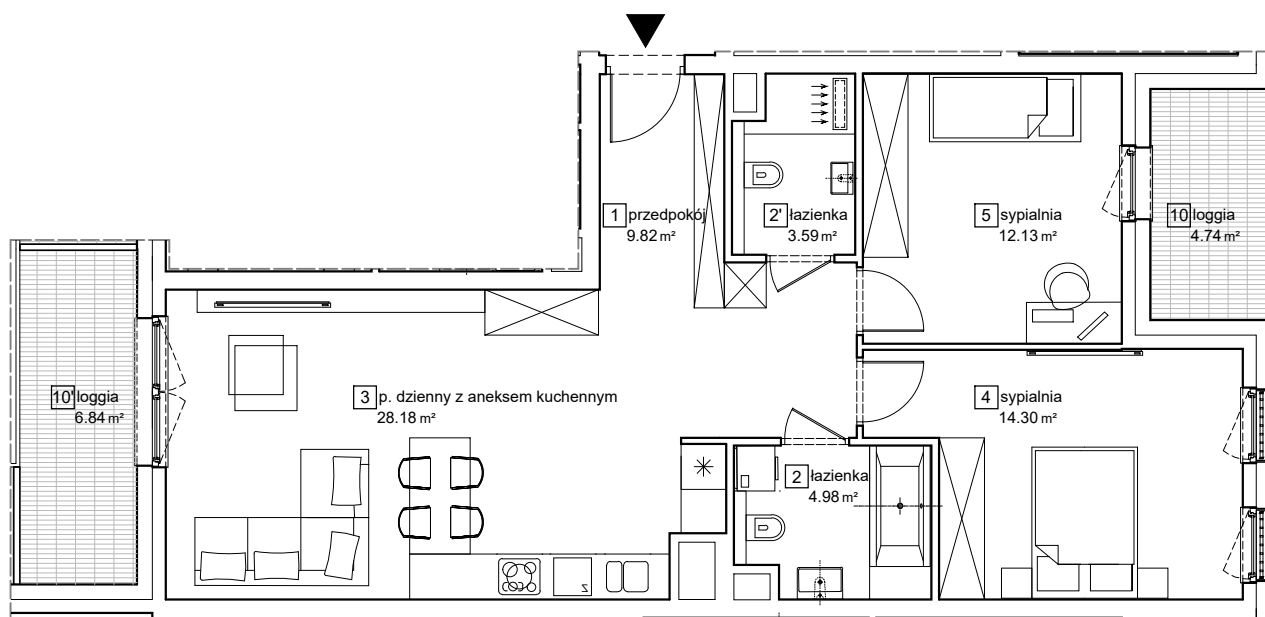 1 przedpokój
9.82 m²
2' łazienka
3.59 m²
5 sypialnia
12.13 m²
10 loggia
4.74 m²
10' loggia
6.84 m²
3 p. dzienny z aneksem kuchennym
28.18 m²
4 sypialnia
14.30 m²
2 łazienka
4.98 m²
Z